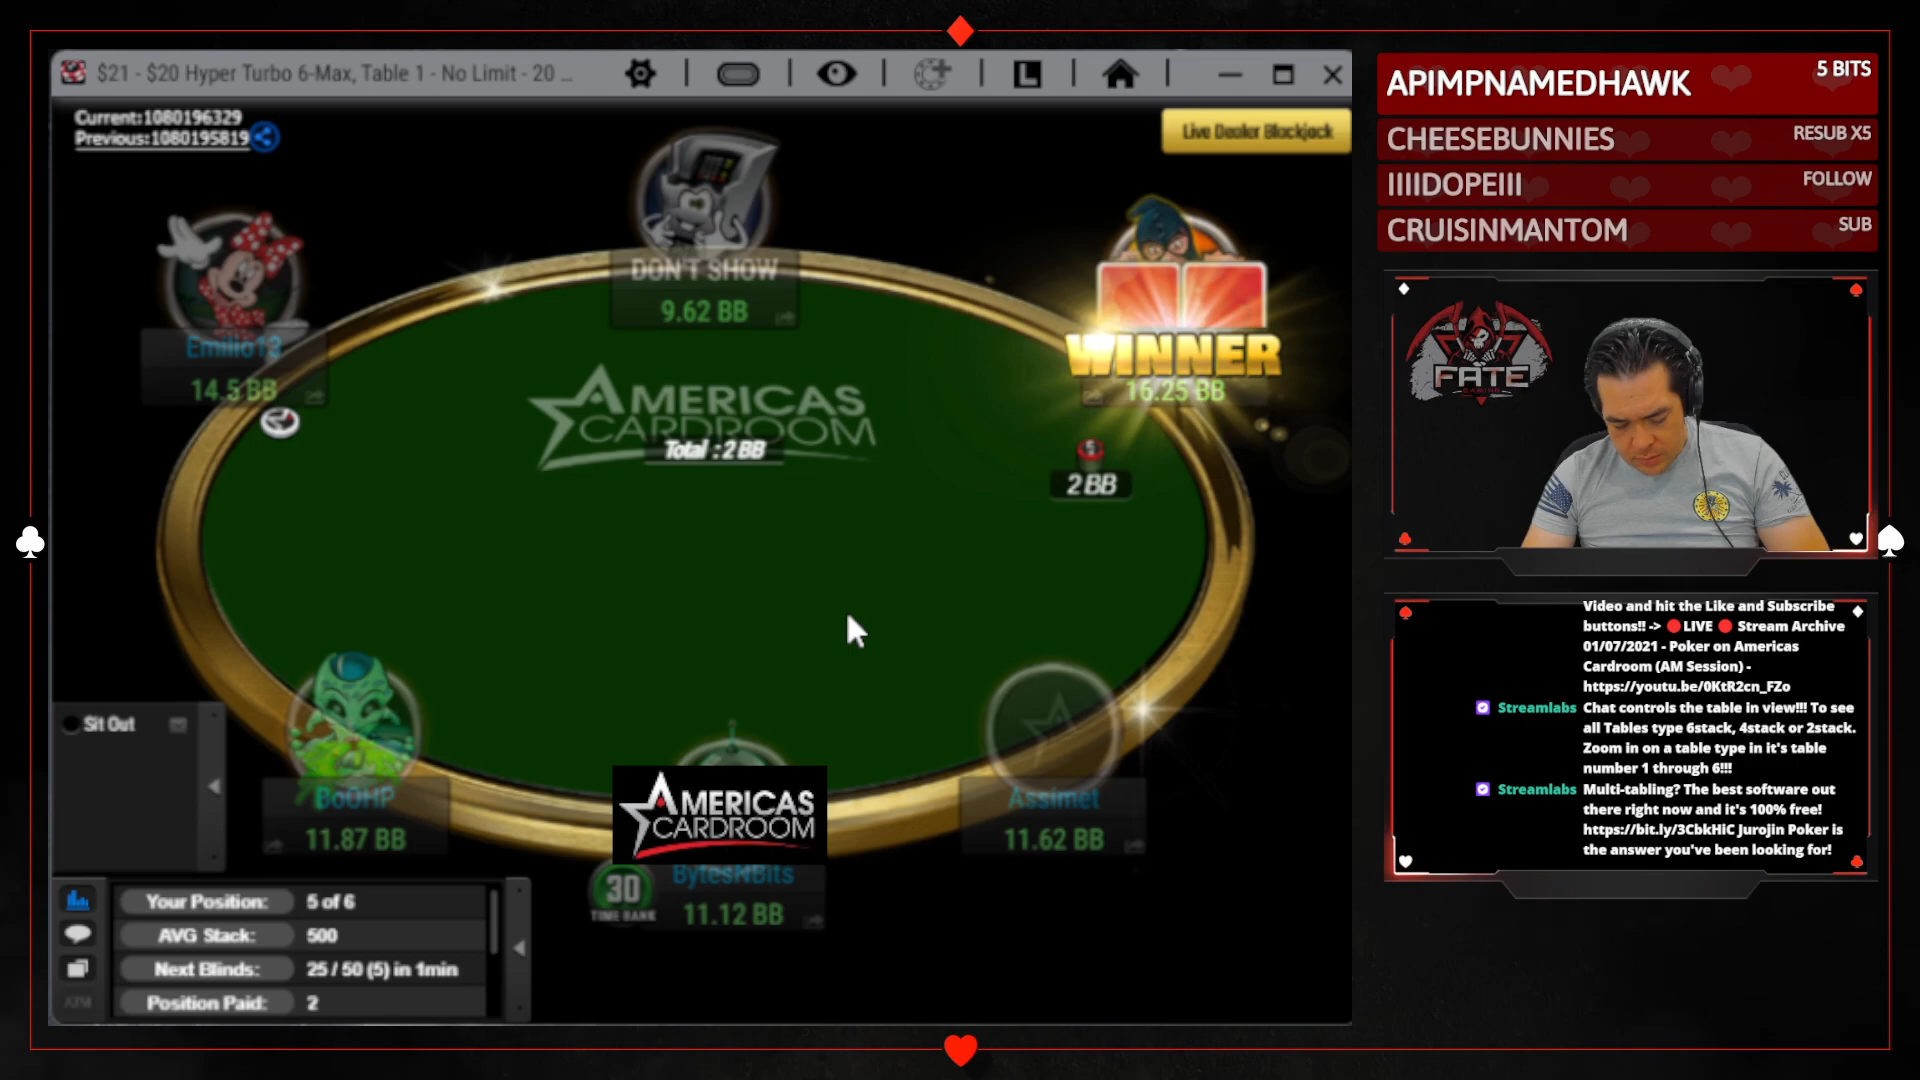 $21 - $20 Hyper Turbo 6-Max, Table 1 - No Limit - 20 ...
Current:1080196329
Previous:1080195819
Live Dealer Blackjack
DON'T SHOW
9.62 BB
Emilio13
14.5 BB
WINNER
16.25 BB
AMERICAS
CARDROOM
Total : 2 BB
2 BB
Sit Out
BoOHP
11.87 BB
AMERICAS
CARDROOM
Assimet
11.62 BB
30
TIME BANK
BytesNBits
11.12 BB
Your Position: 5 of 6
AVG Stack: 500
Next Blinds: 25 / 50 (5) in 1min
Position Paid: 2
APIMPNAMEDHAWK 5 BITS
CHEESEBUNNIES RESUB X5
IIIIDOPEIII FOLLOW
CRUISINMANTOM SUB
FATE
GAMING
Video and hit the Like and Subscribe
buttons!! -> 🔴LIVE 🔴 Stream Archive
01/07/2021 - Poker on Americas
Cardroom (AM Session) -
https://youtu.be/0KtR2cn_FZo
Streamlabs Chat controls the table in view!!! To see
all Tables type 6stack, 4stack or 2stack.
Zoom in on a table type in it's table
number 1 through 6!!!
Streamlabs Multi-tabling? The best software out
there right now and it's 100% free!
https://bit.ly/3CbkHiC Jurojin Poker is
the answer you've been looking for!